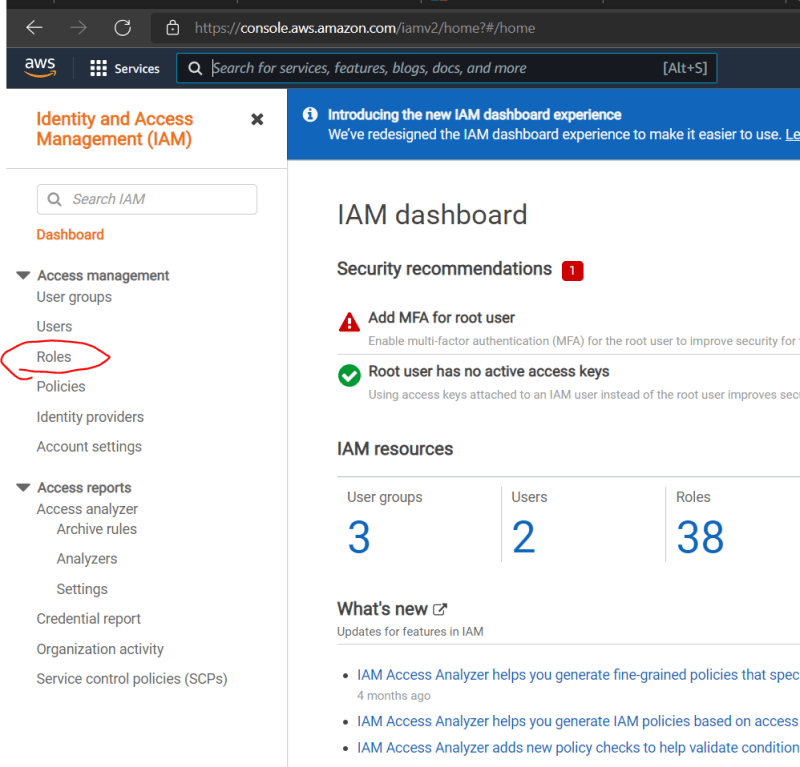 https://console.aws.amazon.com/iamv2/home?#/home
aws
Services
Search for services, features, blogs, docs, and more
[Alt+S]
Identity and Access
Management (IAM)
Search IAM
Dashboard
Access management
User groups
Users
Roles
Policies
Identity providers
Account settings
Access reports
Access analyzer
Archive rules
Analyzers
Settings
Credential report
Organization activity
Service control policies (SCPs)
Introducing the new IAM dashboard experience
We've redesigned the IAM dashboard experience to make it easier to use. Le
IAM dashboard
Security recommendations 1
Add MFA for root user
Enable multi-factor authentication (MFA) for the root user to improve security for
Root user has no active access keys
Using access keys attached to an IAM user instead of the root user improves secu
IAM resources
User groups
3
Users
2
Roles
38
What's new
Updates for features in IAM
IAM Access Analyzer helps you generate fine-grained policies that spec
4 months ago
IAM Access Analyzer helps you generate IAM policies based on access
IAM Access Analyzer adds new policy checks to help validate condition